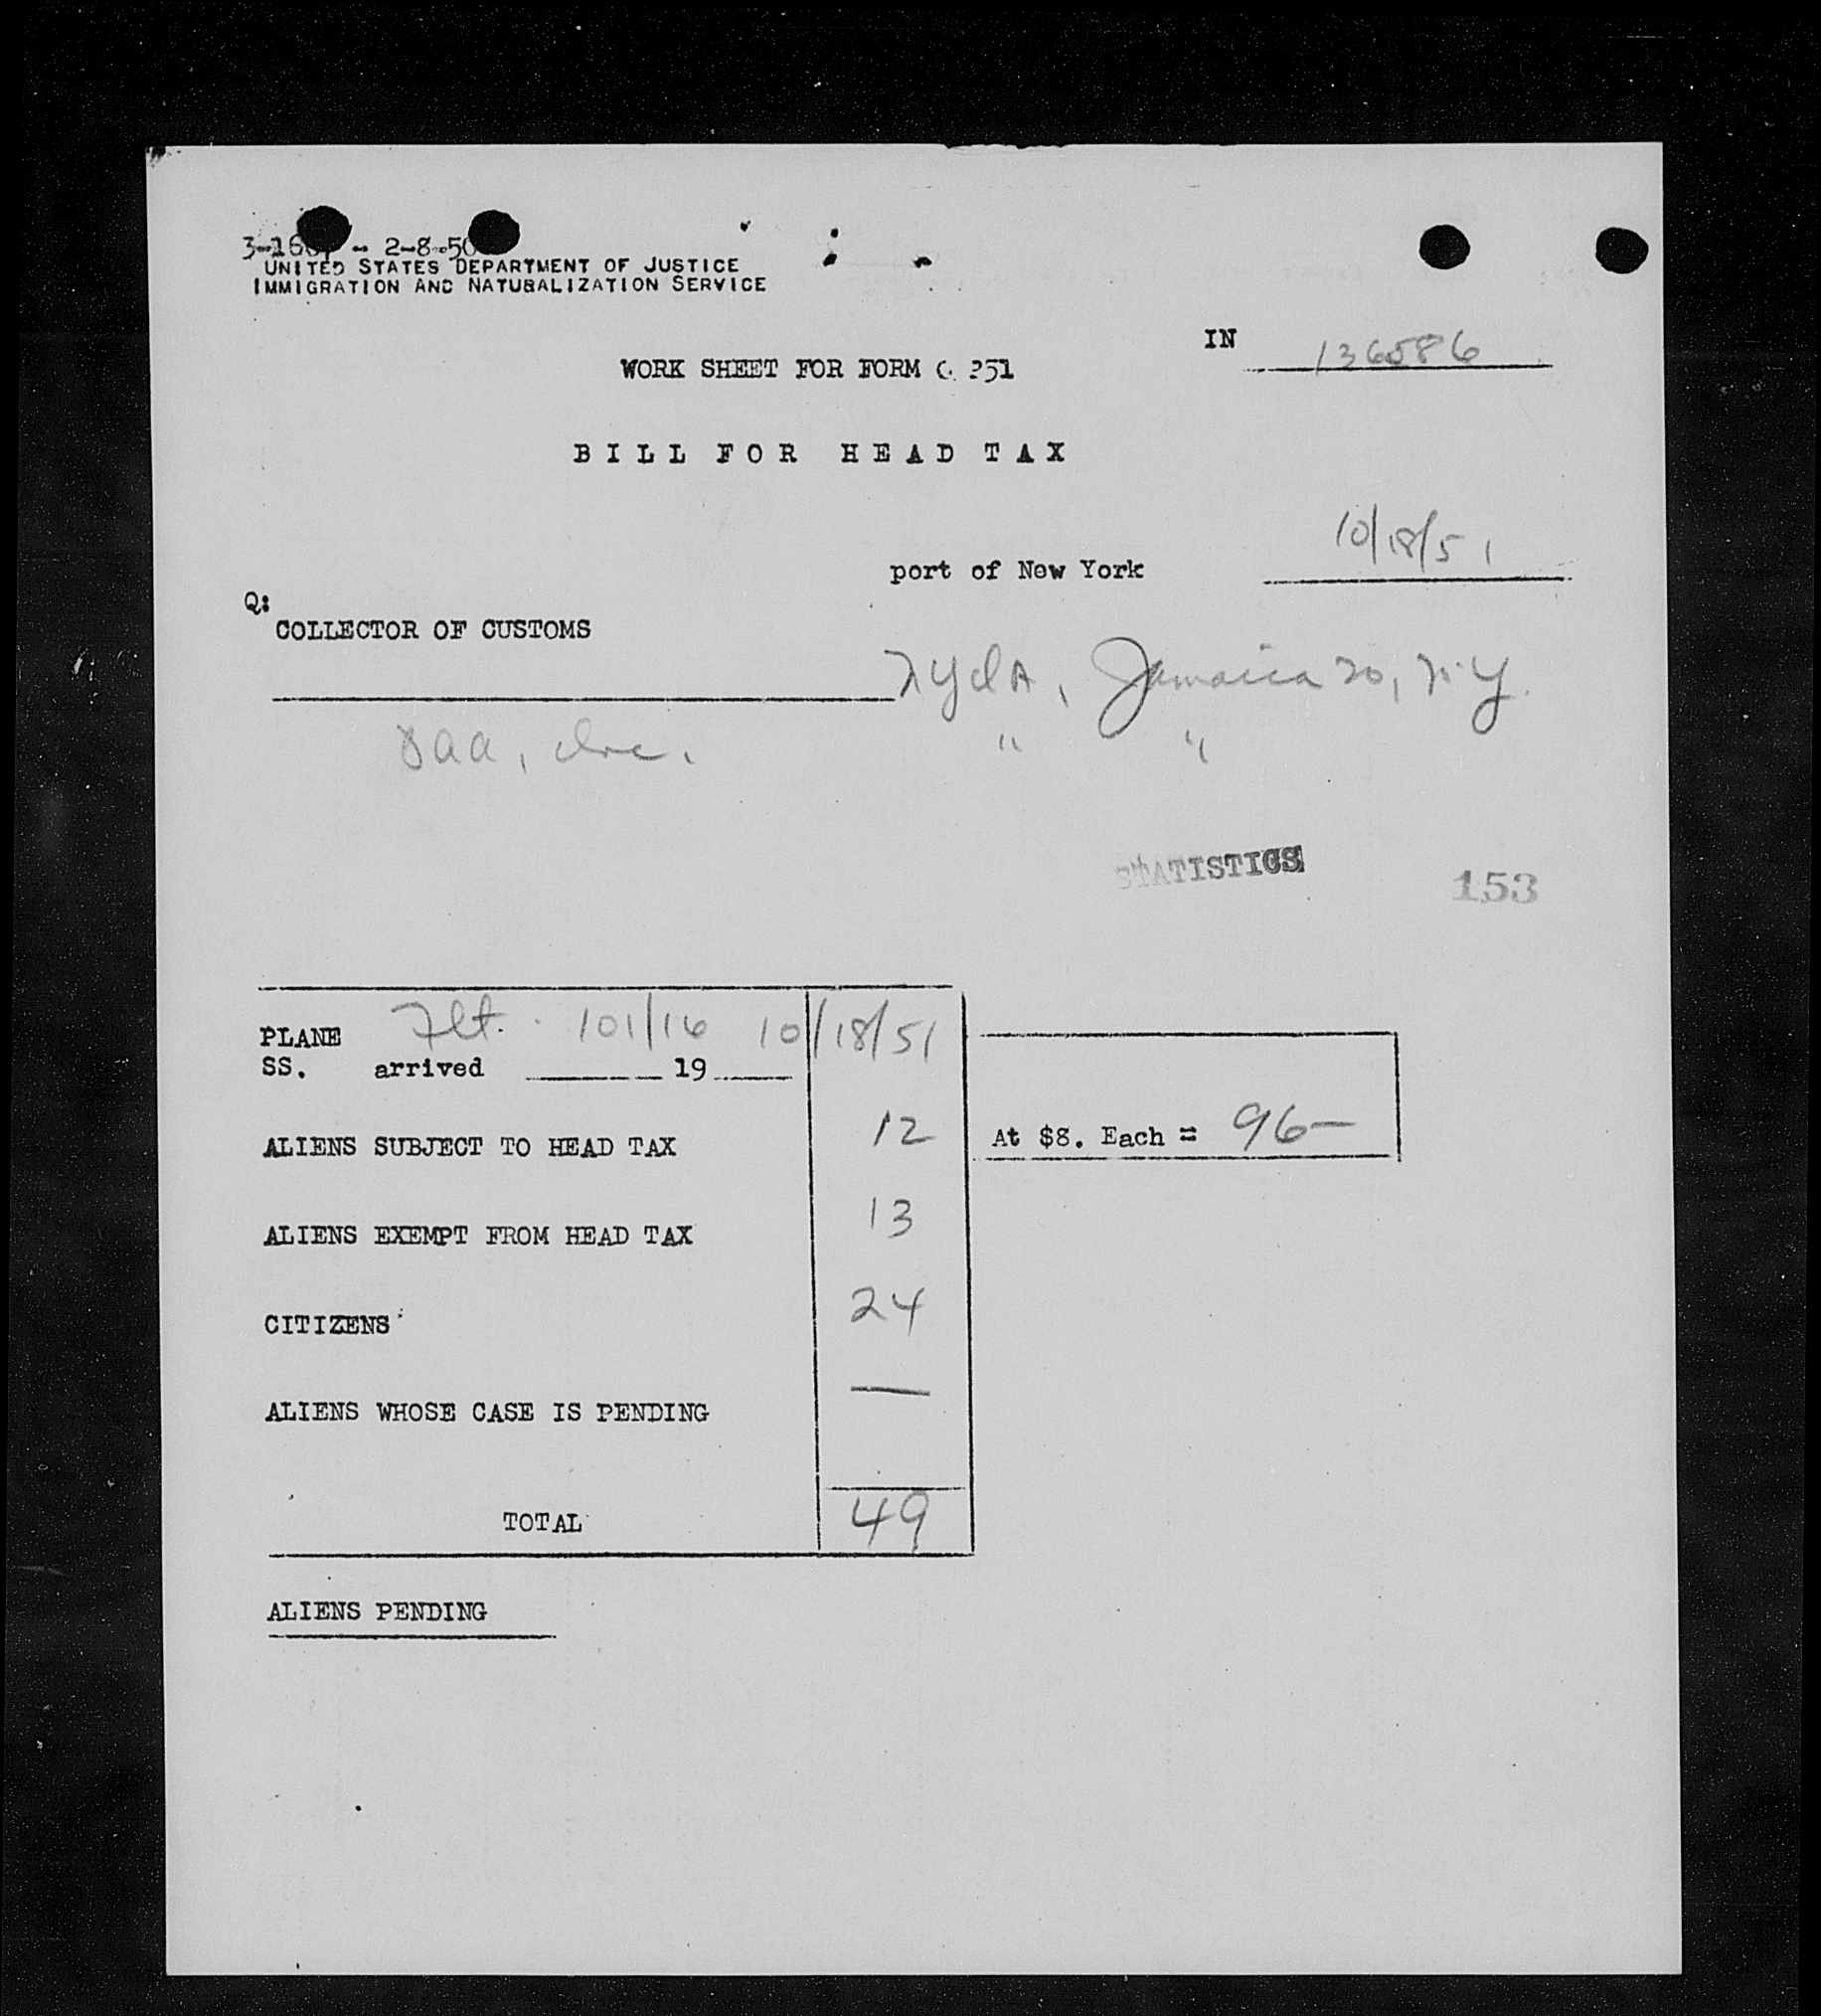 - 2-8-50
UNITED STATES DEPARTMENT OF JUSTICE
IMMIGRATION AND NATURALIZATION SERVICE
IN 136586
WORK SHEET FOR FORM 351
BILL FOR HEAD TAX
10/18/51
port of New York
Q:
COLLECTOR OF CUSTOMS
Jamaica 20, N.Y.
Inc. " "
STATISTICS 153
PLANE Flt. 101/16 10/18/51
SS. arrived 19
ALIENS SUBJECT TO HEAD TAX 12 At $8. Each = 96—
ALIENS EXEMPT FROM HEAD TAX 13
CITIZENS 24
ALIENS WHOSE CASE IS PENDING —
TOTAL 49
ALIENS PENDING